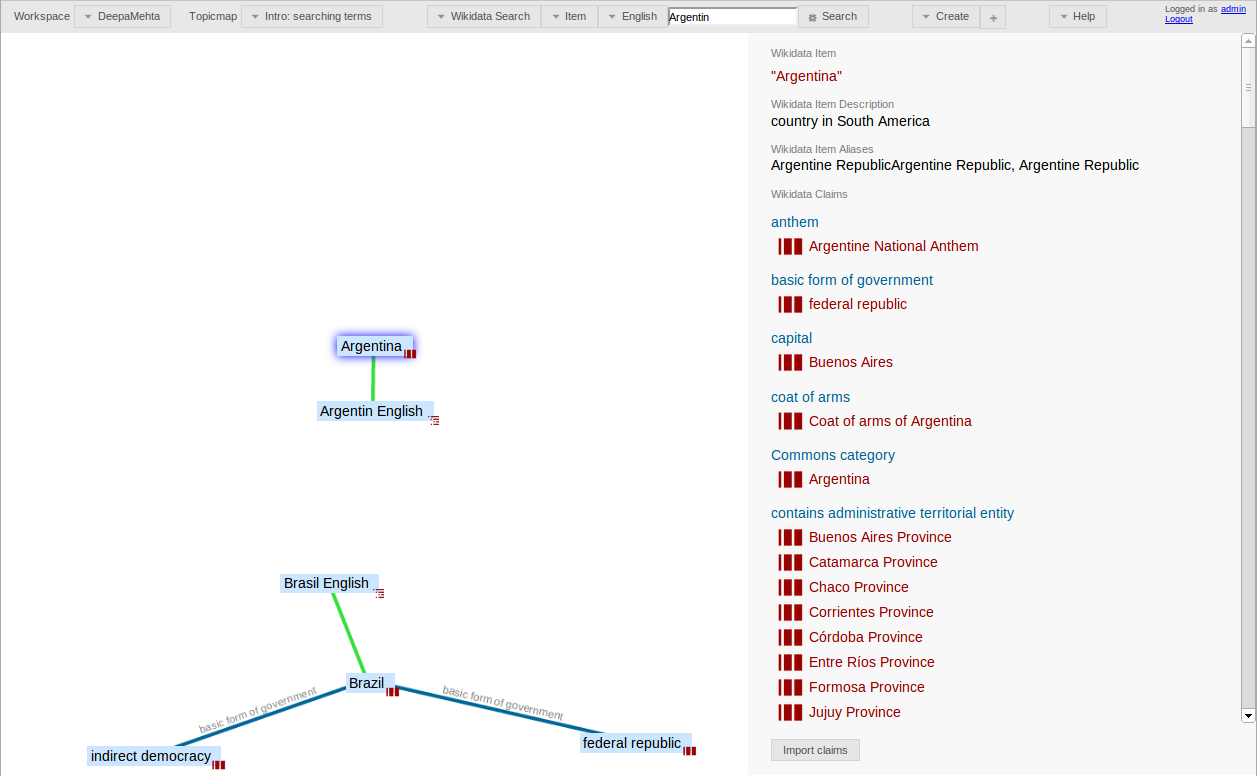 Workspace DeepaMehta Topicmap Intro: searching terms Wikidata Search Item English Argentin Search Create + Help Logged in as admin
Logout
Wikidata Item
"Argentina"
Wikidata Item Description
country in South America
Wikidata Item Aliases
Argentine RepublicArgentine Republic, Argentine Republic
Wikidata Claims
anthem
Argentine National Anthem
basic form of government
federal republic
capital
Buenos Aires
coat of arms
Coat of arms of Argentina
Commons category
Argentina
contains administrative territorial entity
Buenos Aires Province
Catamarca Province
Chaco Province
Corrientes Province
Córdoba Province
Entre Ríos Province
Formosa Province
Jujuy Province
Import claims
Argentina
Argentin English
Brasil English
Brazil
basic form of government
basic form of government
indirect democracy
federal republic